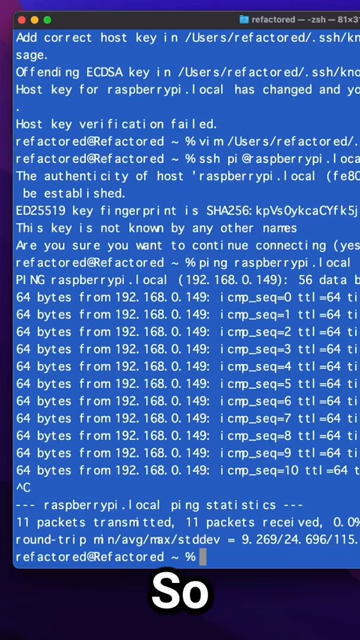 refactored — -zsh — 81×31
Add correct host key in /Users/refactored/.ssh/kno
sage.
Offending ECDSA key in /Users/refactored/.ssh/kno
Host key for raspberrypi.local has changed and yo
.
Host key verification failed.
refactored@Refactored ~ % vim /Users/refactored/.
refactored@Refactored ~ % ssh pi@raspberrypi.loca
The authenticity of host 'raspberrypi.local (fe80
be established.
ED25519 key fingerprint is SHA256:kpVsOykcaCYfk5j
This key is not known by any other names
Are you sure you want to continue connecting (yes
refactored@Refactored ~ % ping raspberrypi.local
PING raspberrypi.local (192.168.0.149): 56 data b
64 bytes from 192.168.0.149: icmp_seq=0 ttl=64 ti
64 bytes from 192.168.0.149: icmp_seq=1 ttl=64 ti
64 bytes from 192.168.0.149: icmp_seq=2 ttl=64 ti
64 bytes from 192.168.0.149: icmp_seq=3 ttl=64 ti
64 bytes from 192.168.0.149: icmp_seq=4 ttl=64 ti
64 bytes from 192.168.0.149: icmp_seq=5 ttl=64 ti
64 bytes from 192.168.0.149: icmp_seq=6 ttl=64 ti
64 bytes from 192.168.0.149: icmp_seq=7 ttl=64 ti
64 bytes from 192.168.0.149: icmp_seq=8 ttl=64 ti
64 bytes from 192.168.0.149: icmp_seq=9 ttl=64 ti
64 bytes from 192.168.0.149: icmp_seq=10 ttl=64 ti
^C
--- raspberrypi.local ping statistics ---
11 packets transmitted, 11 packets received, 0.0%
round-trip min/avg/max/stddev = 9.269/24.696/115.
refactored@Refactored ~ %
So